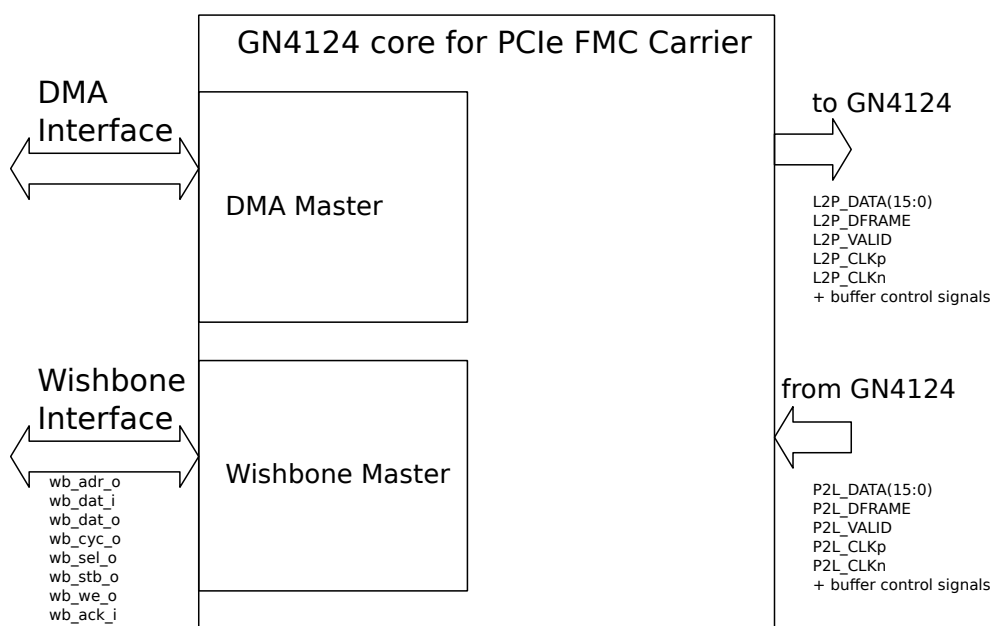 GN4124 core for PCIe FMC Carrier
DMA
Interface
DMA Master
to GN4124
L2P_DATA(15:0)
L2P_DFRAME
L2P_VALID
L2P_CLKp
L2P_CLKn
+ buffer control signals
Wishbone
Interface
wb_adr_o
wb_dat_i
wb_dat_o
wb_cyc_o
wb_sel_o
wb_stb_o
wb_we_o
wb_ack_i
Wishbone Master
from GN4124
P2L_DATA(15:0)
P2L_DFRAME
P2L_VALID
P2L_CLKp
P2L_CLKn
+ buffer control signals